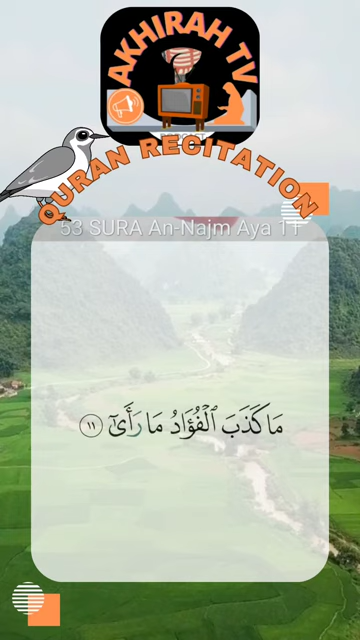 AKHIRAH TV
QURAN RECITATION
53 SURA An-Najm Aya 11
مَا كَذَبَ ٱلْفُؤَادُ مَا رَأَىٰٓ ١١